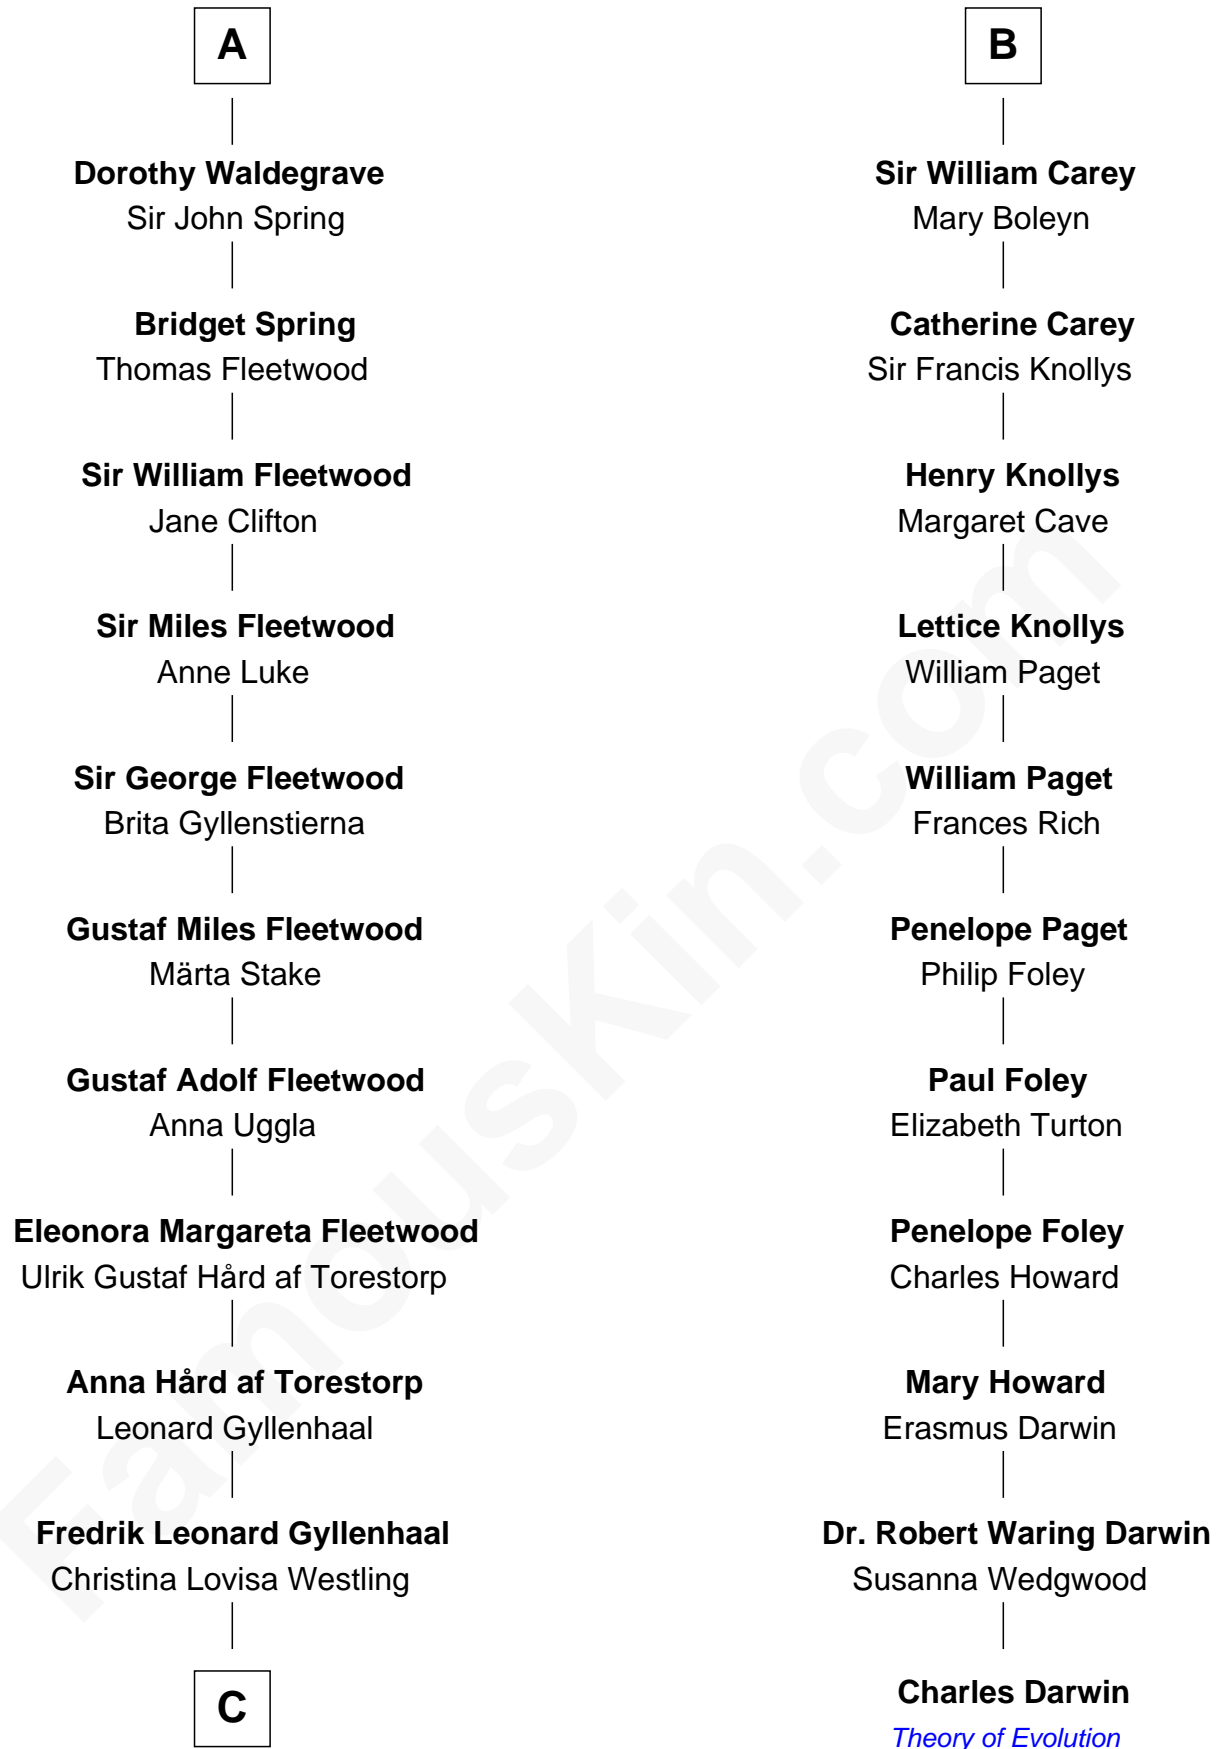 A
Dorothy Waldegrave
Sir John Spring
Bridget Spring
Thomas Fleetwood
Sir William Fleetwood
Jane Clifton
Sir Miles Fleetwood
Anne Luke
Sir George Fleetwood
Brita Gyllenstierna
Gustaf Miles Fleetwood
Märta Stake
Gustaf Adolf Fleetwood
Anna Uggla
Eleonora Margareta Fleetwood
Ulrik Gustaf Hård af Torestorp
Anna Hård af Torestorp
Leonard Gyllenhaal
Fredrik Leonard Gyllenhaal
Christina Lovisa Westling
C
B
Sir William Carey
Mary Boleyn
Catherine Carey
Sir Francis Knollys
Henry Knollys
Margaret Cave
Lettice Knollys
William Paget
William Paget
Frances Rich
Penelope Paget
Philip Foley
Paul Foley
Elizabeth Turton
Penelope Foley
Charles Howard
Mary Howard
Erasmus Darwin
Dr. Robert Waring Darwin
Susanna Wedgwood
Charles Darwin
Theory of Evolution
FamousKin.com